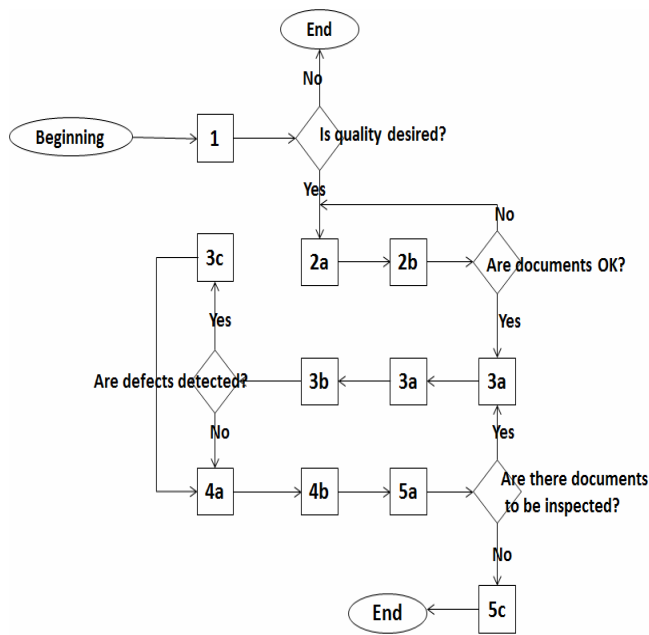 End
No
Beginning
1
Is quality desired?
Yes
No
3c
2a
2b
Are documents OK?
Yes
Yes
Are defects detected?
3b
3a
3a
No
Yes
4a
4b
5a
Are there documents
to be inspected?
No
End
5c